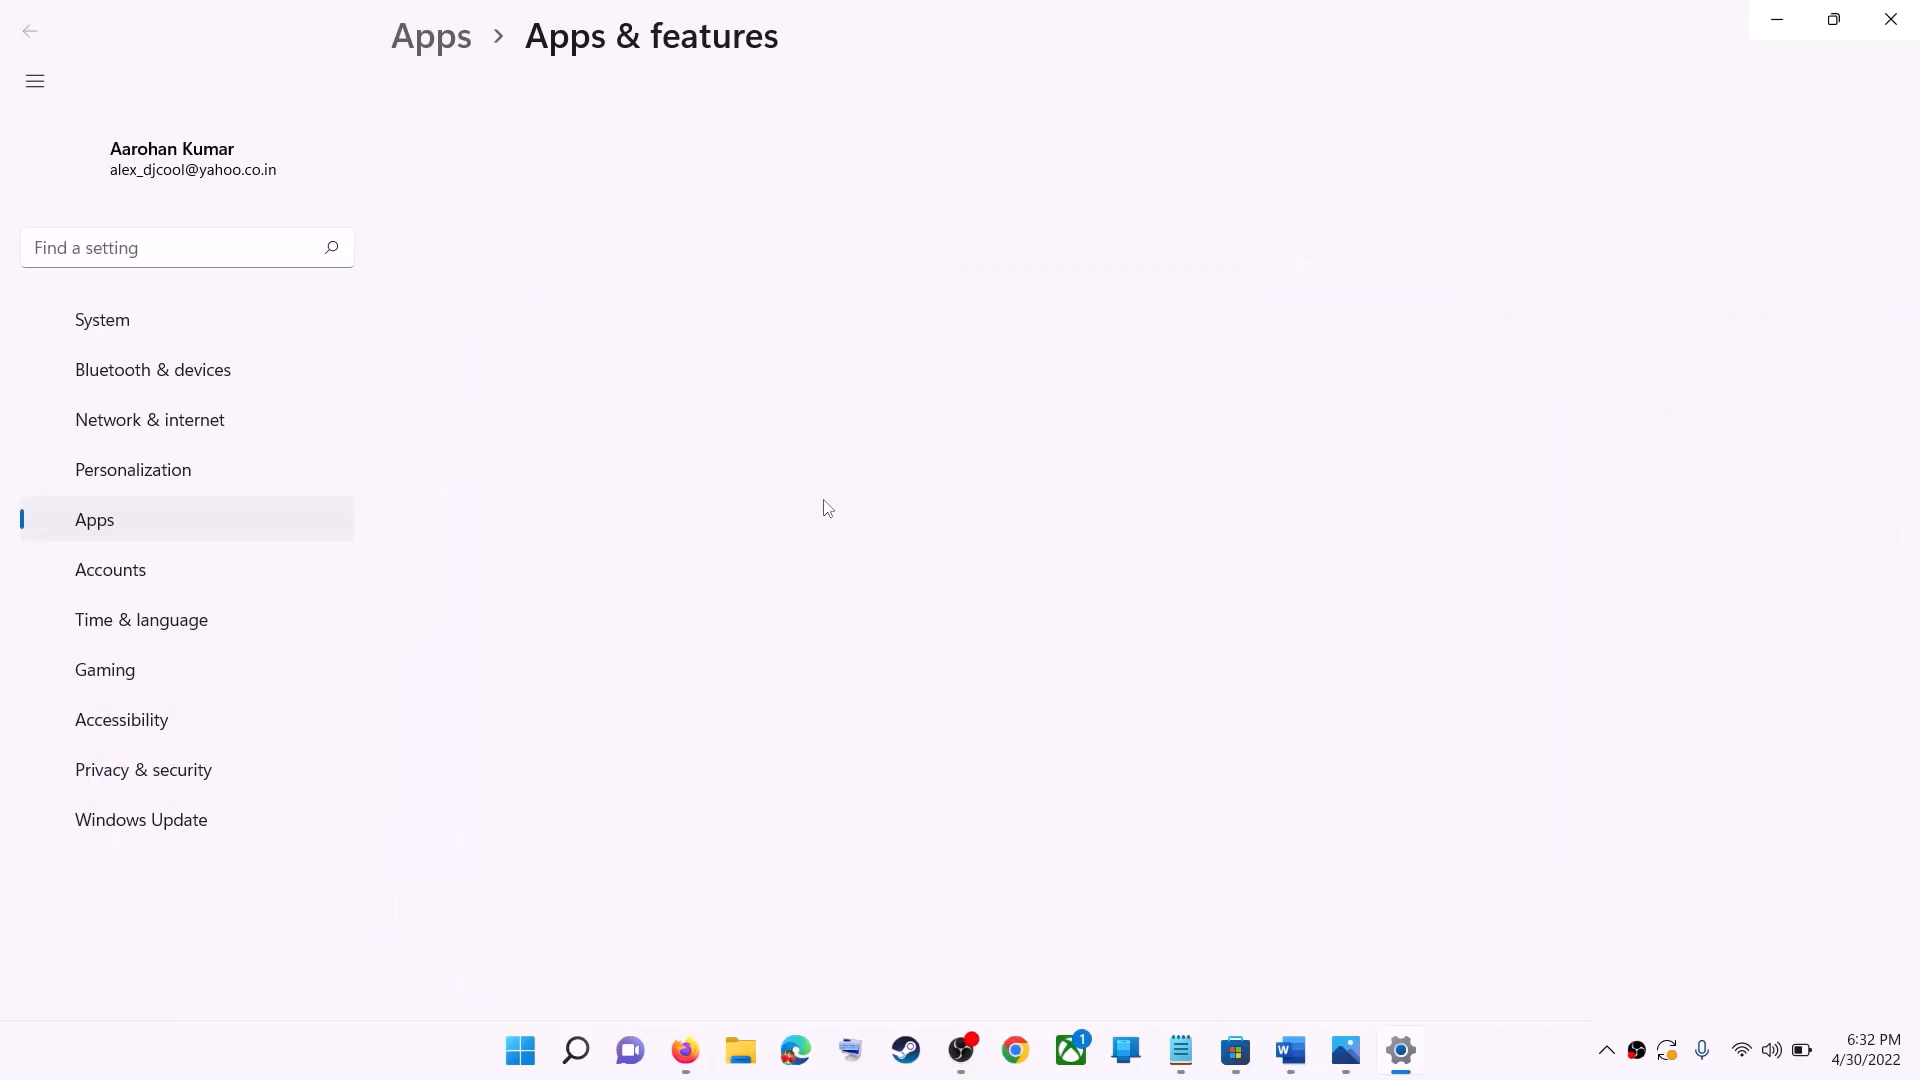 Apps > Apps & features
Aarohan Kumar
alex_djcool@yahoo.co.in
Find a setting
System
Bluetooth & devices
Network & internet
Personalization
Apps
Accounts
Time & language
Gaming
Accessibility
Privacy & security
Windows Update
1
W
6:32 PM
4/30/2022